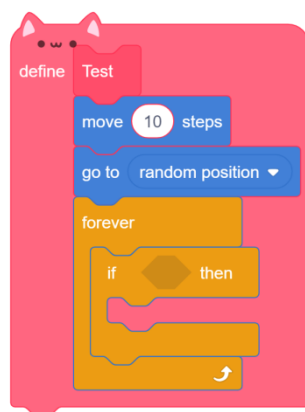 define Test
move 10 steps
go to random position
forever
if then